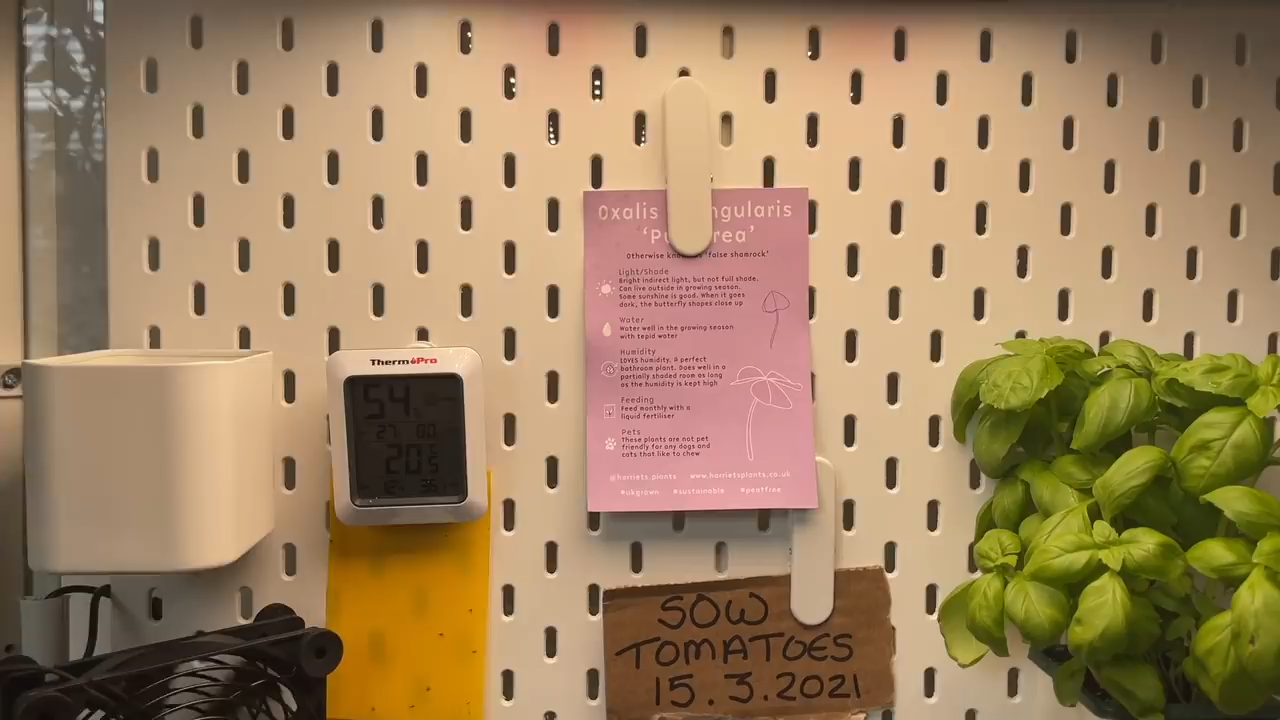 ThermoPro
54
20.5
Oxalis ngularis
'Pu rea'
Otherwise kn 'false shamrock'
Light/Shade
Bright indirect light, but not full shade.
Can live outside in growing season.
Some sunshine is good. When it goes
dark, the butterfly shapes close up
Water
Water well in the growing season
with tepid water
Humidity
LOVES humidity. A perfect
bathroom plant. Does well in a
partially shaded room as long
as the humidity is kept high
Feeding
Feed monthly with a
liquid fertiliser
Pets
These plants are not pet
friendly for any dogs and
cats that like to chew
@harriets.plants www.harrietsplants.co.uk
#ukgrown #sustainable #peatfree
SOW
TOMATOES
15.3.2021